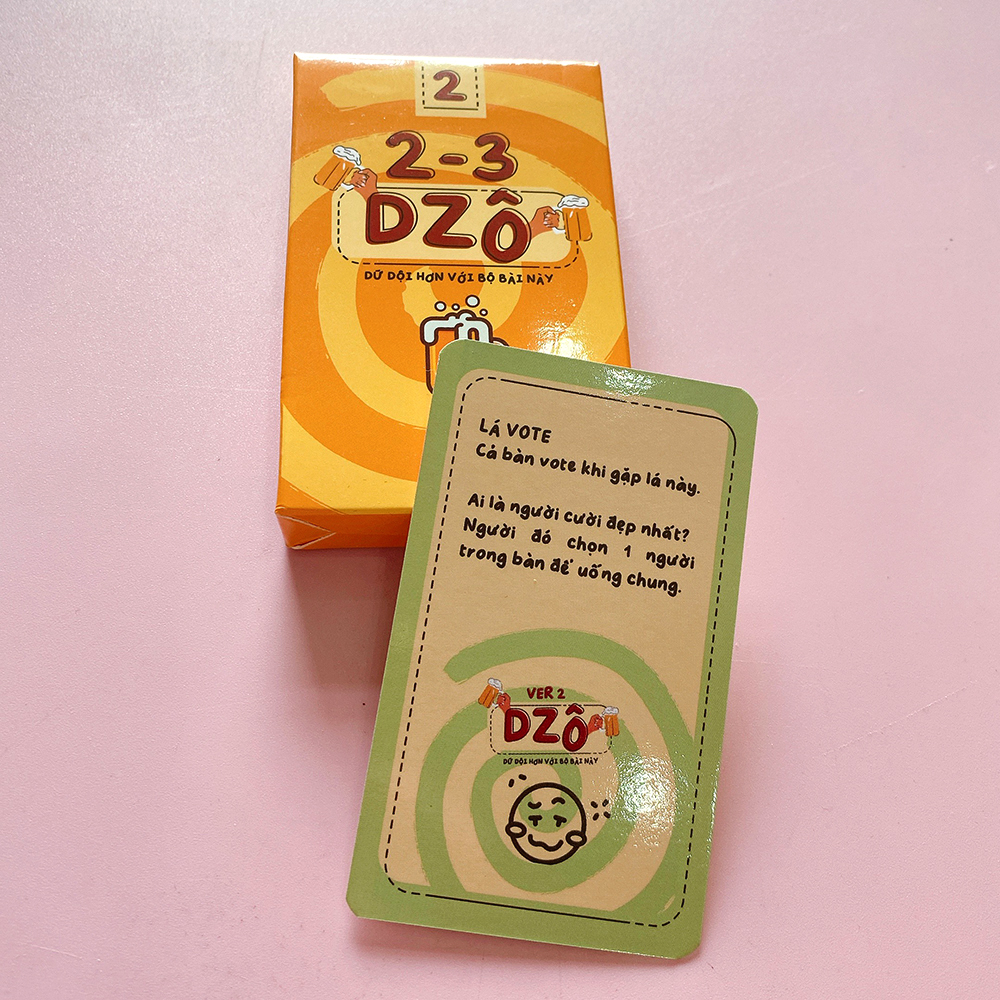 2
2-3
DZÔ
DỮ DỘI HƠN VỚI BỘ BÀI NÀY
LÁ VOTE
Cả bàn vote khi gặp lá này.
Ai là người cười đẹp nhất?
Người đó chọn 1 người
trong bàn để uống chung.
VER 2
DZÔ
DỮ DỘI HƠN VỚI BỘ BÀI NÀY